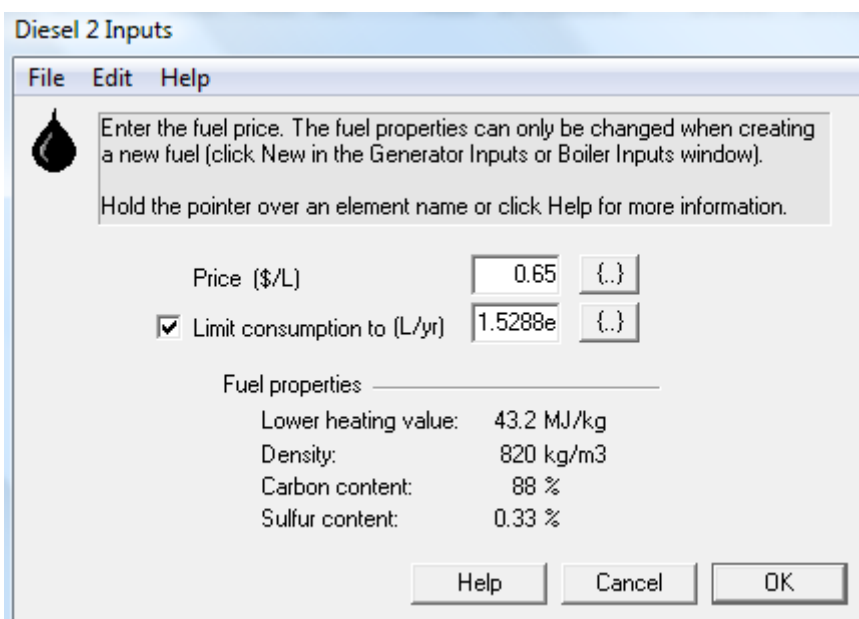 Diesel 2 Inputs
File Edit Help
Enter the fuel price. The fuel properties can only be changed when creating
a new fuel (click New in the Generator Inputs or Boiler Inputs window).
Hold the pointer over an element name or click Help for more information.
Price ($/L) 0.65 {..}
Limit consumption to (L/yr) 1.5288e {..}
Fuel properties
Lower heating value: 43.2 MJ/kg
Density: 820 kg/m3
Carbon content: 88 %
Sulfur content: 0.33 %
Help Cancel OK